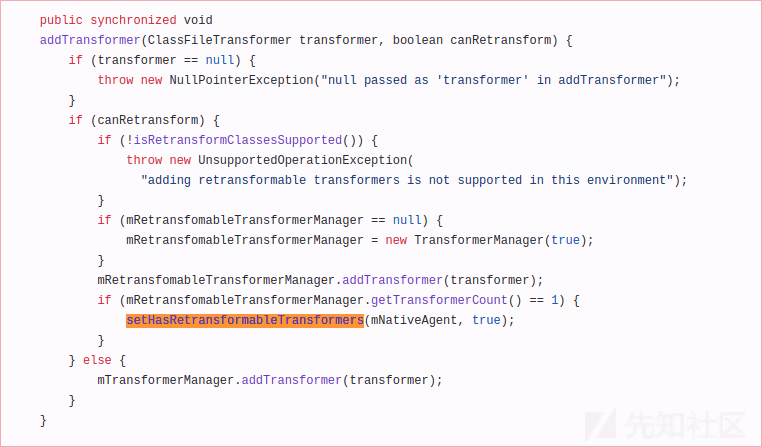 public synchronized void
addTransformer(ClassFileTransformer transformer, boolean canRetransform) {
    if (transformer == null) {
        throw new NullPointerException("null passed as 'transformer' in addTransformer");
    }
    if (canRetransform) {
        if (!isRetransformClassesSupported()) {
            throw new UnsupportedOperationException(
              "adding retransformable transformers is not supported in this environment");
        }
        if (mRetransfomableTransformerManager == null) {
            mRetransfomableTransformerManager = new TransformerManager(true);
        }
        mRetransfomableTransformerManager.addTransformer(transformer);
        if (mRetransfomableTransformerManager.getTransformerCount() == 1) {
            setHasRetransformableTransformers(mNativeAgent, true);
        }
    } else {
        mTransformerManager.addTransformer(transformer);
    }
}
先知社区